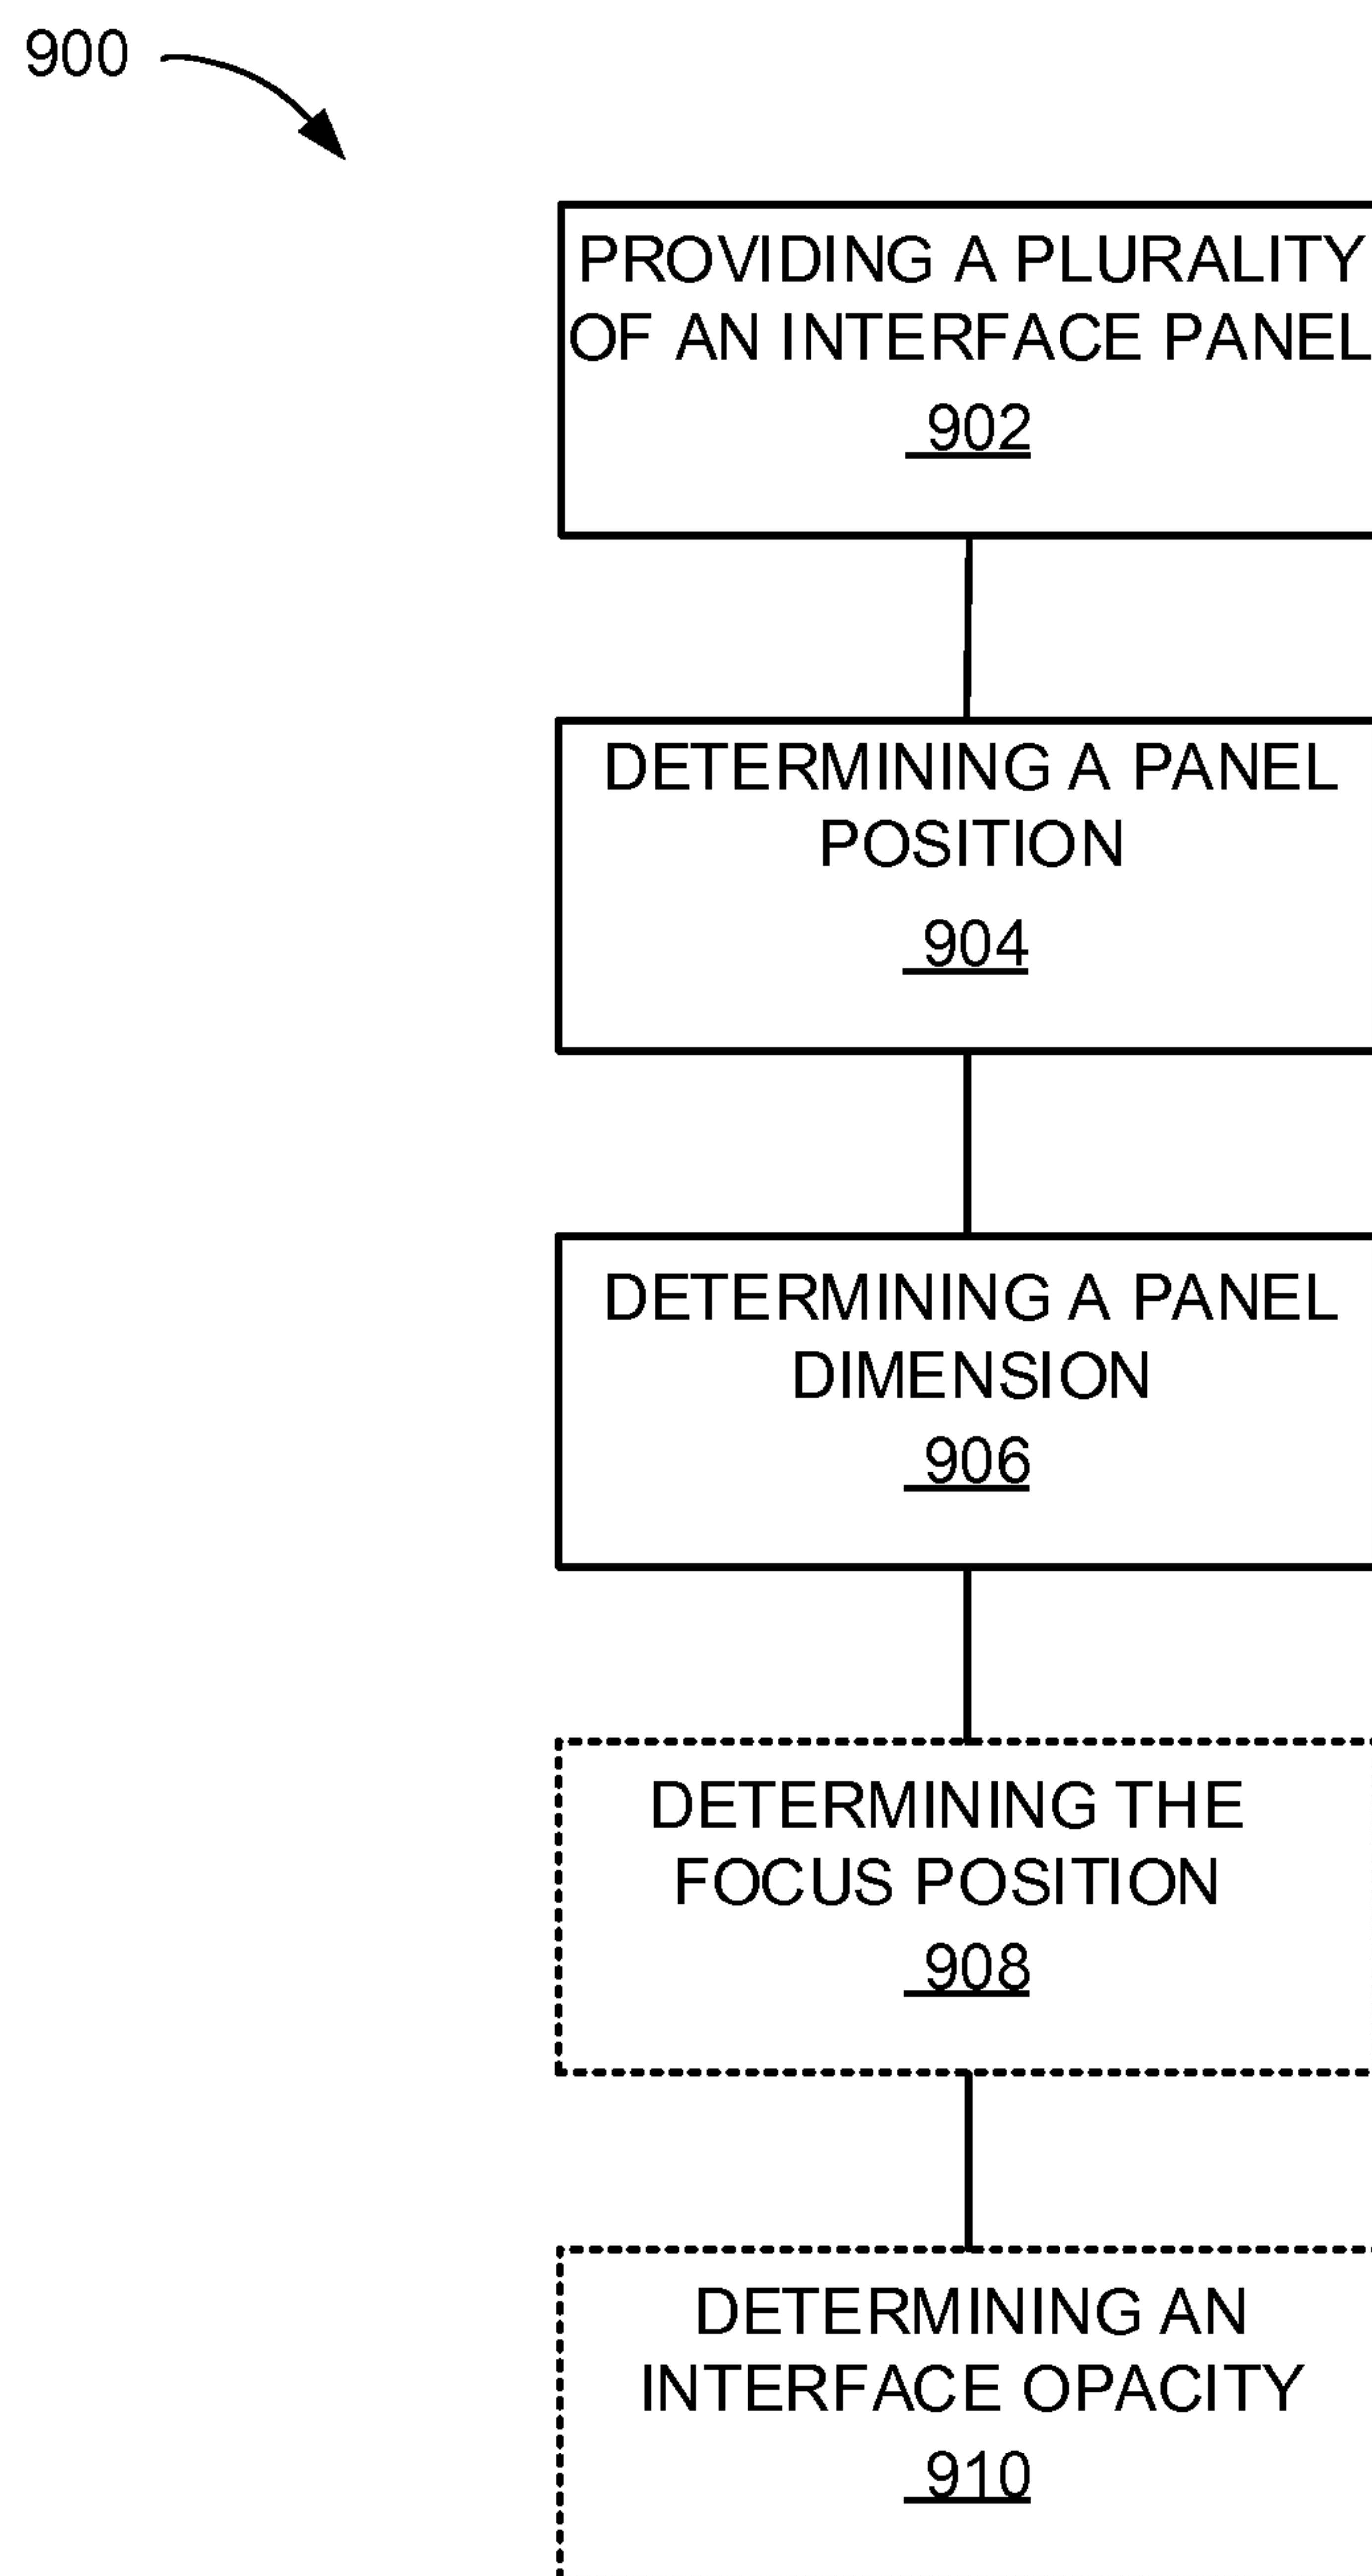 900
PROVIDING A PLURALITY
OF AN INTERFACE PANEL
902
DETERMINING A PANEL
POSITION
904
DETERMINING A PANEL
DIMENSION
906
DETERMINING THE
FOCUS POSITION
908
DETERMINING AN
INTERFACE OPACITY
910